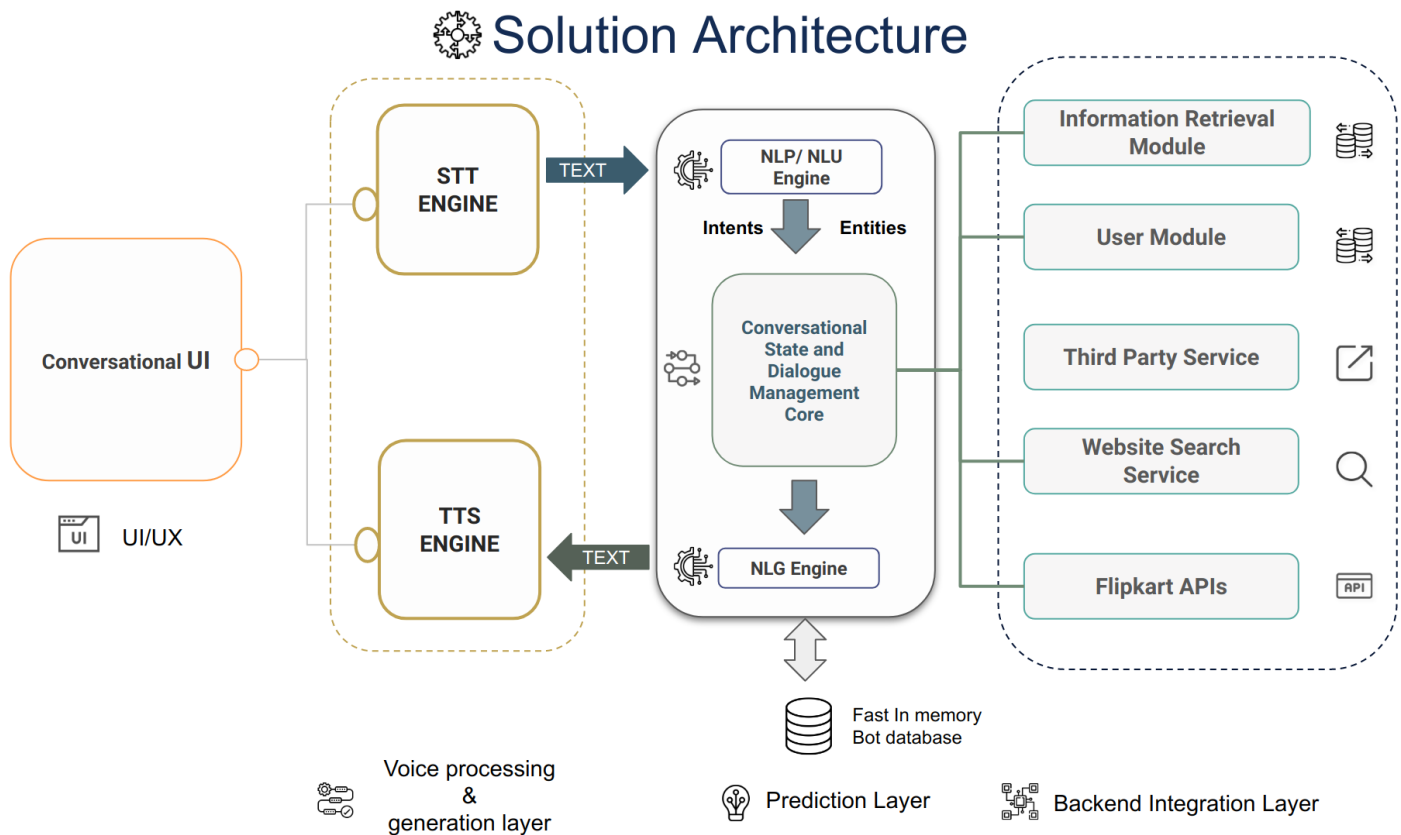 Solution Architecture
STT
ENGINE
TEXT
NLP/ NLU
Engine
Intents
Entities
Conversational
State and
Dialogue
Management
Core
NLG Engine
TEXT
TTS
ENGINE
Conversational UI
UI
UI/UX
Information Retrieval
Module
User Module
Third Party Service
Website Search
Service
Flipkart APIs
API
Fast In memory
Bot database
Voice processing
&
generation layer
Prediction Layer
Backend Integration Layer